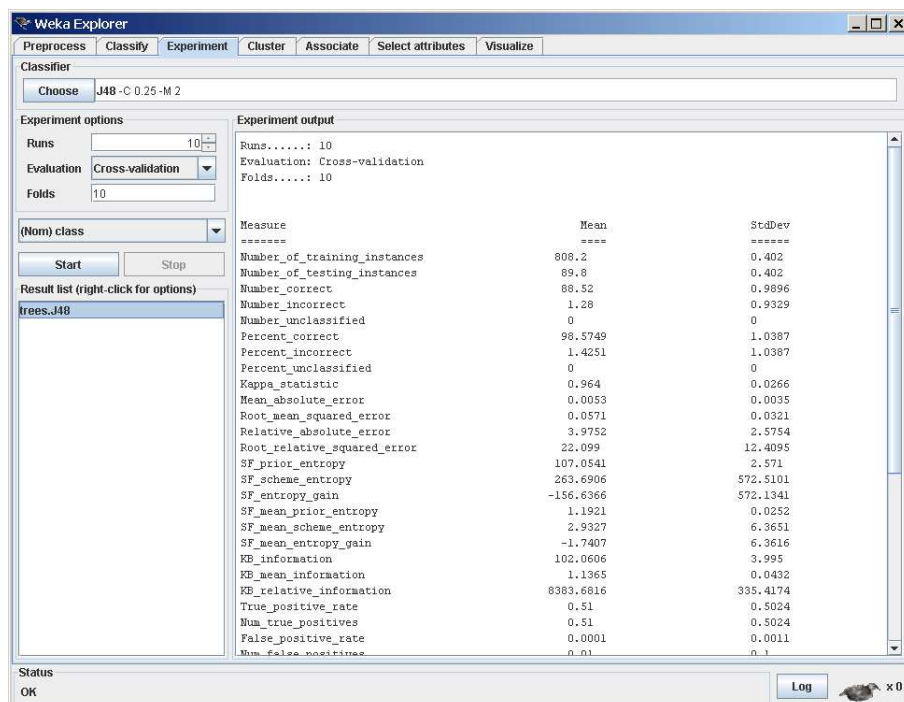 Weka Explorer
Preprocess Classify Experiment Cluster Associate Select attributes Visualize
Classifier
Choose J48 -C 0.25 -M 2
Experiment options
Runs 10
Evaluation Cross-validation
Folds 10
(Nom) class
Start Stop
Result list (right-click for options)
trees.J48
Experiment output
Runs......: 10
Evaluation: Cross-validation
Folds.....: 10
Measure Mean StdDev
======= ==== ======
Number_of_training_instances 808.2 0.402
Number_of_testing_instances 89.8 0.402
Number_correct 88.52 0.9896
Number_incorrect 1.28 0.9329
Number_unclassified 0 0
Percent_correct 98.5749 1.0387
Percent_incorrect 1.4251 1.0387
Percent_unclassified 0 0
Kappa_statistic 0.964 0.0266
Mean_absolute_error 0.0053 0.0035
Root_mean_squared_error 0.0571 0.0321
Relative_absolute_error 3.9752 2.5754
Root_relative_squared_error 22.099 12.4095
SF_prior_entropy 107.0541 2.571
SF_scheme_entropy 263.6906 572.5101
SF_entropy_gain -156.6366 572.1341
SF_mean_prior_entropy 1.1921 0.0252
SF_mean_scheme_entropy 2.9327 6.3651
SF_mean_entropy_gain -1.7407 6.3616
KB_information 102.0606 3.995
KB_mean_information 1.1365 0.0432
KB_relative_information 8383.6816 335.4174
True_positive_rate 0.51 0.5024
Num_true_positives 0.51 0.5024
False_positive_rate 0.0001 0.0011
Num_false_positives 0.01 0.1
Status
OK
Log x 0